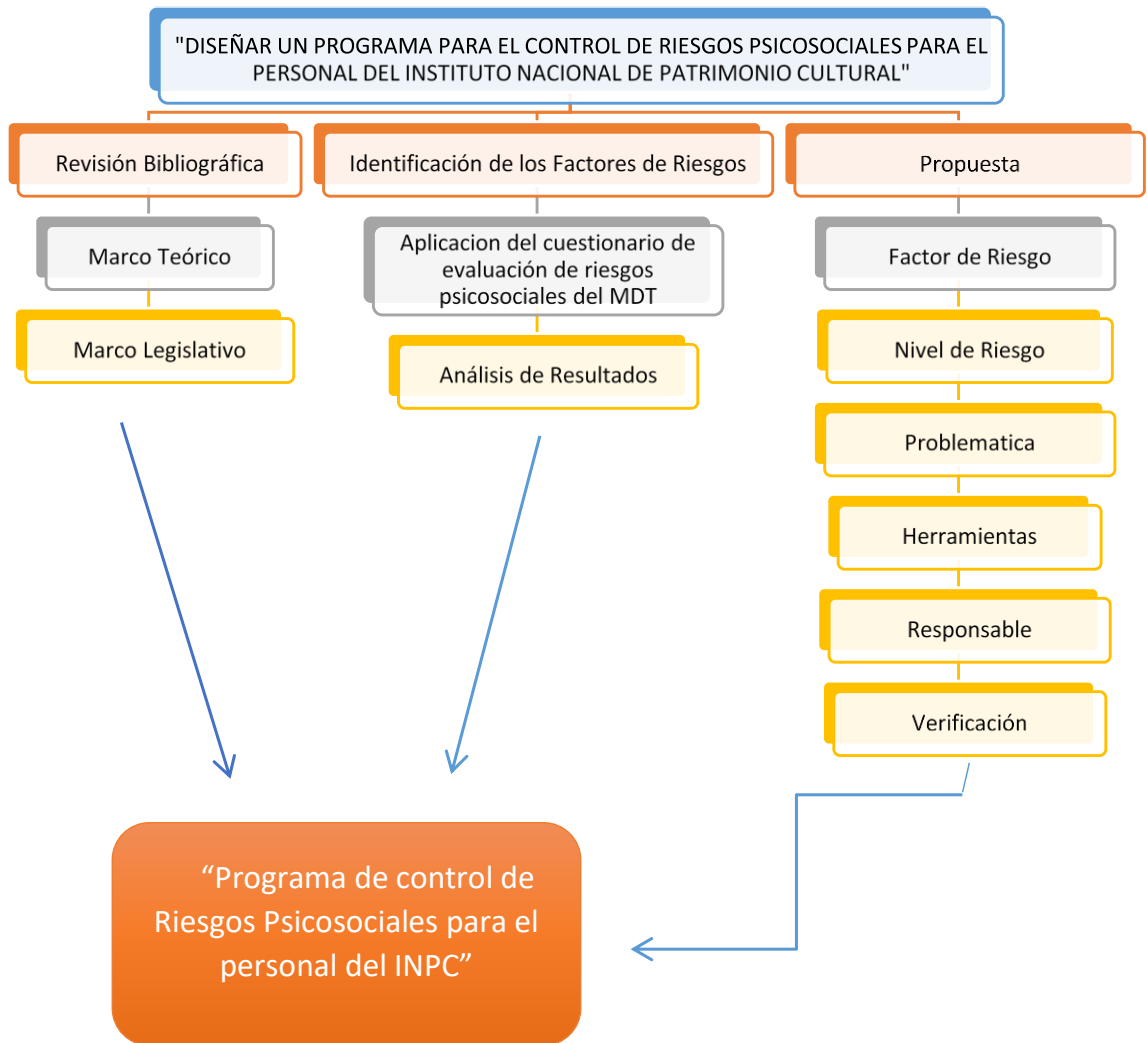 "DISEÑAR UN PROGRAMA PARA EL CONTROL DE RIESGOS PSICOSOCIALES PARA EL
PERSONAL DEL INSTITUTO NACIONAL DE PATRIMONIO CULTURAL"
Revisión Bibliográfica
Marco Teórico
Marco Legislativo
Identificación de los Factores de Riesgos
Aplicacion del cuestionario de
evaluación de riesgos
psicosociales del MDT
Análisis de Resultados
Propuesta
Factor de Riesgo
Nivel de Riesgo
Problematica
Herramientas
Responsable
Verificación
“Programa de control de
Riesgos Psicosociales para el
personal del INPC”